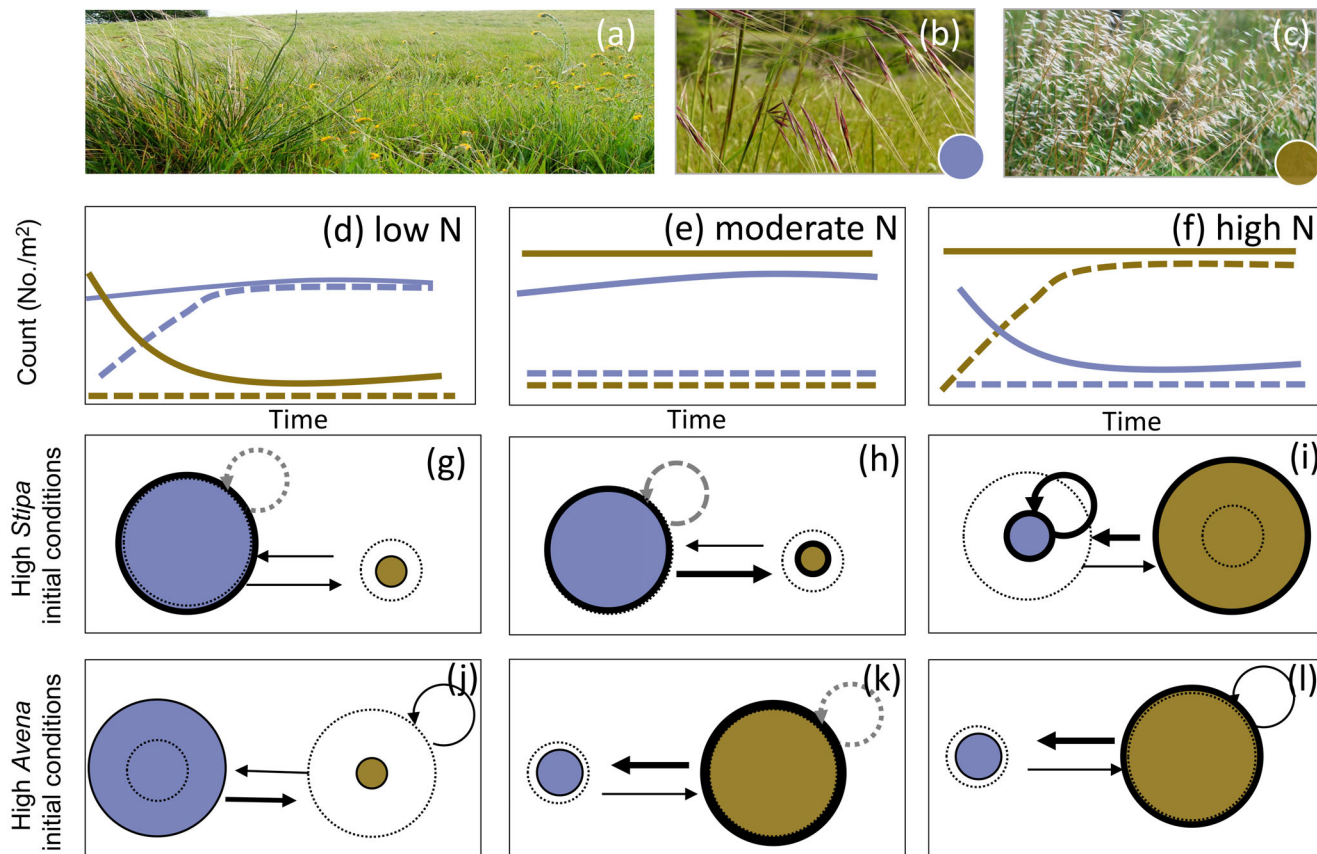 (a)
(b)
(c)
Count (No./m²)
(d) low N
(e) moderate N
(f) high N
Time
Time
Time
High Stipa
initial conditions
(g)
(h)
(i)
High Avena
initial conditions
(j)
(k)
(l)